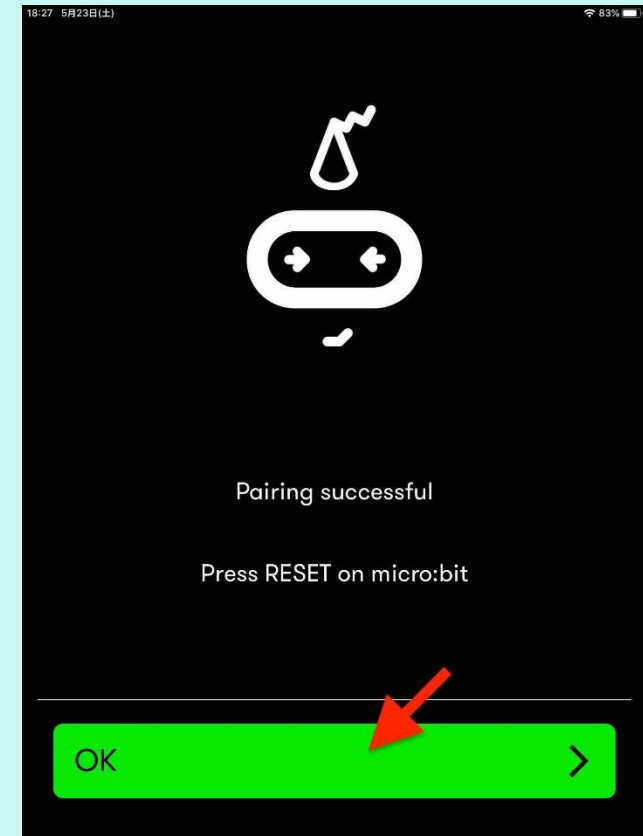 18:27 5月23日(土) 83%
Pairing successful
Press RESET on micro:bit
OK